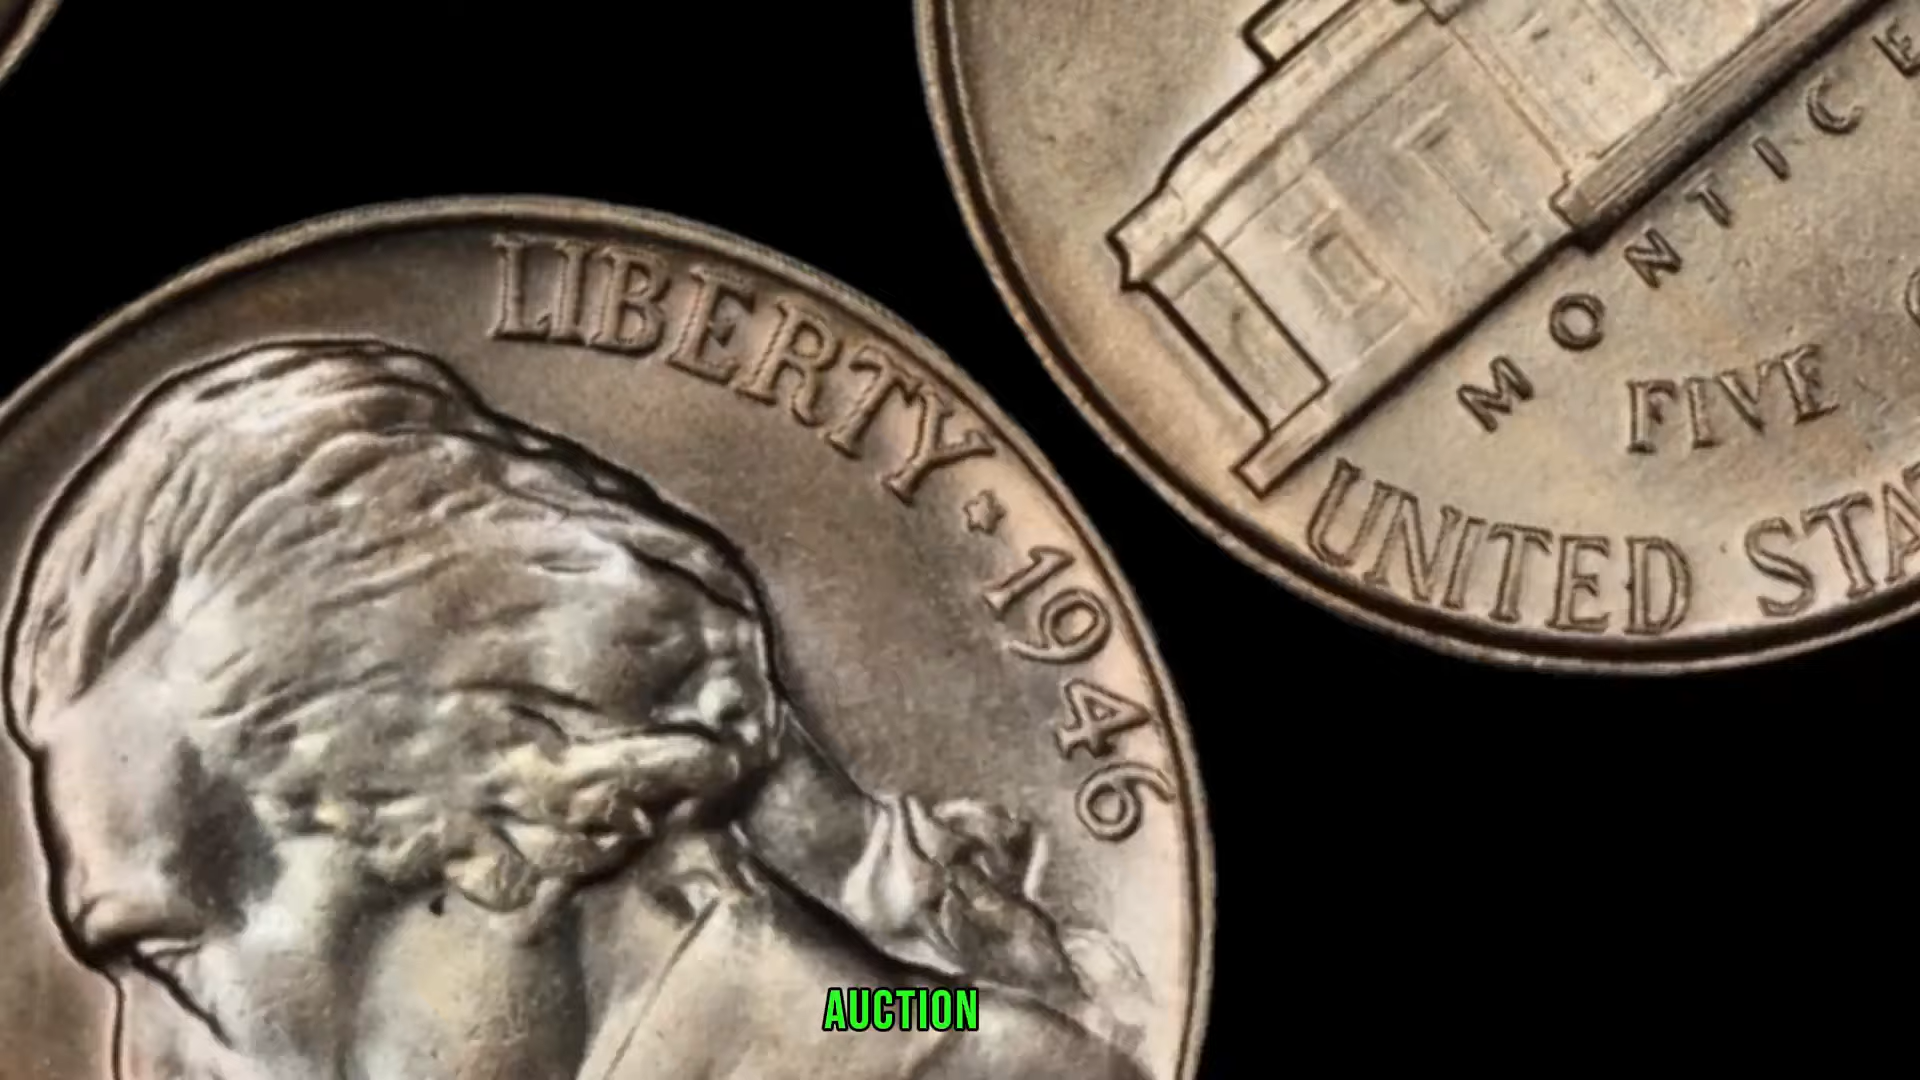 LIBERTY ★ 1946
MONTICE
FIVE
UNITED STA
AUCTION